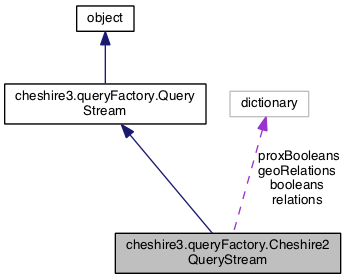 object
cheshire3.queryFactory.Query
Stream
dictionary
proxBooleans
geoRelations
booleans
relations
cheshire3.queryFactory.Cheshire2
QueryStream